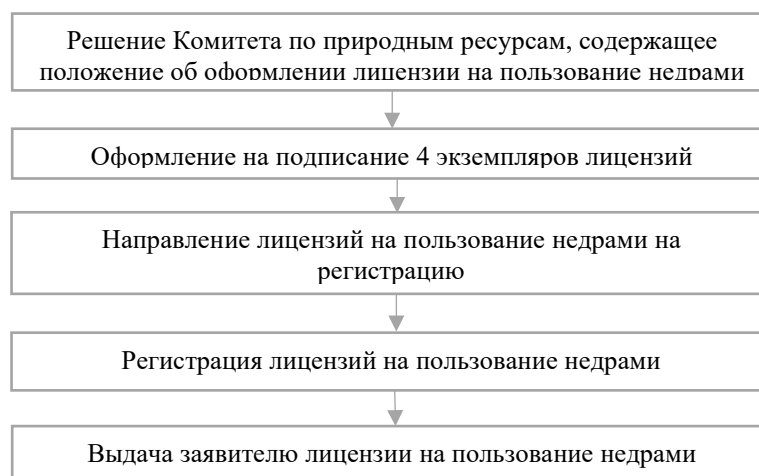 Решение Комитета по природным ресурсам, содержащее
положение об оформлении лицензии на пользование недрами
Оформление на подписание 4 экземпляров лицензий
Направление лицензий на пользование недрами на
регистрацию
Регистрация лицензий на пользование недрами
Выдача заявителю лицензии на пользование недрами